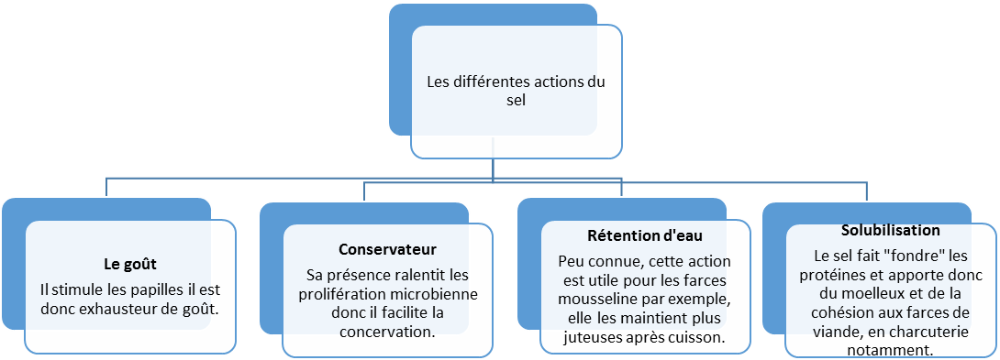 Les différentes actions du
sel
Le goût
Il stimule les papilles il est
donc exhausteur de goût.
Conservateur
Sa présence ralentit les
prolifération microbienne
donc il facilite la
concervation.
Rétention d'eau
Peu connue, cette action
est utile pour les farces
mousseline par exemple,
elle les maintient plus
juteuses après cuisson.
Solubilisation
Le sel fait "fondre" les
protéines et apporte donc
du moelleux et de la
cohésion aux farces de
viande, en charcuterie
notamment.